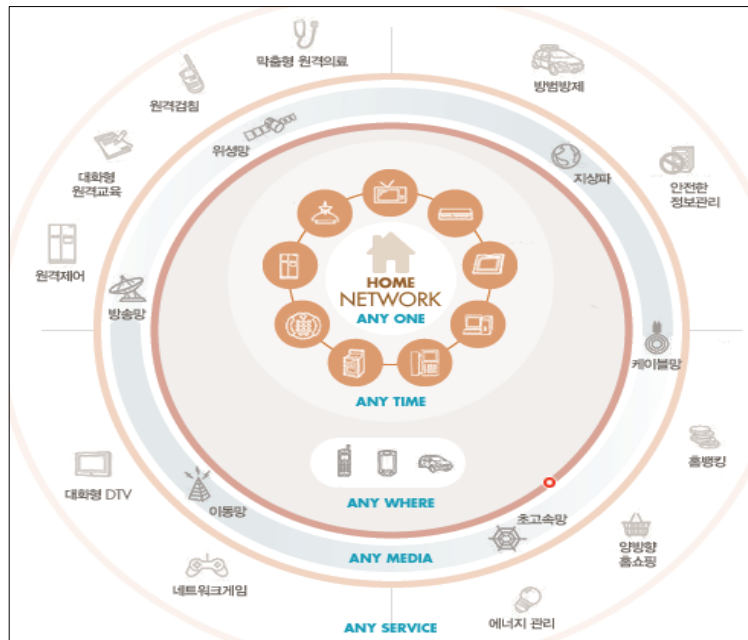 막춤형 원격의료
원격검침
방범방제
위성망
대화형
원격교육
지상파
안전한
정보관리
원격제어
방송망
HOME
NETWORK
ANY ONE
케이블망
ANY TIME
홈뱅킹
대화형 DTV
이동망
ANY WHERE
초고속망
양방향
홈쇼핑
ANY MEDIA
네트워크게임
에너지 관리
ANY SERVICE